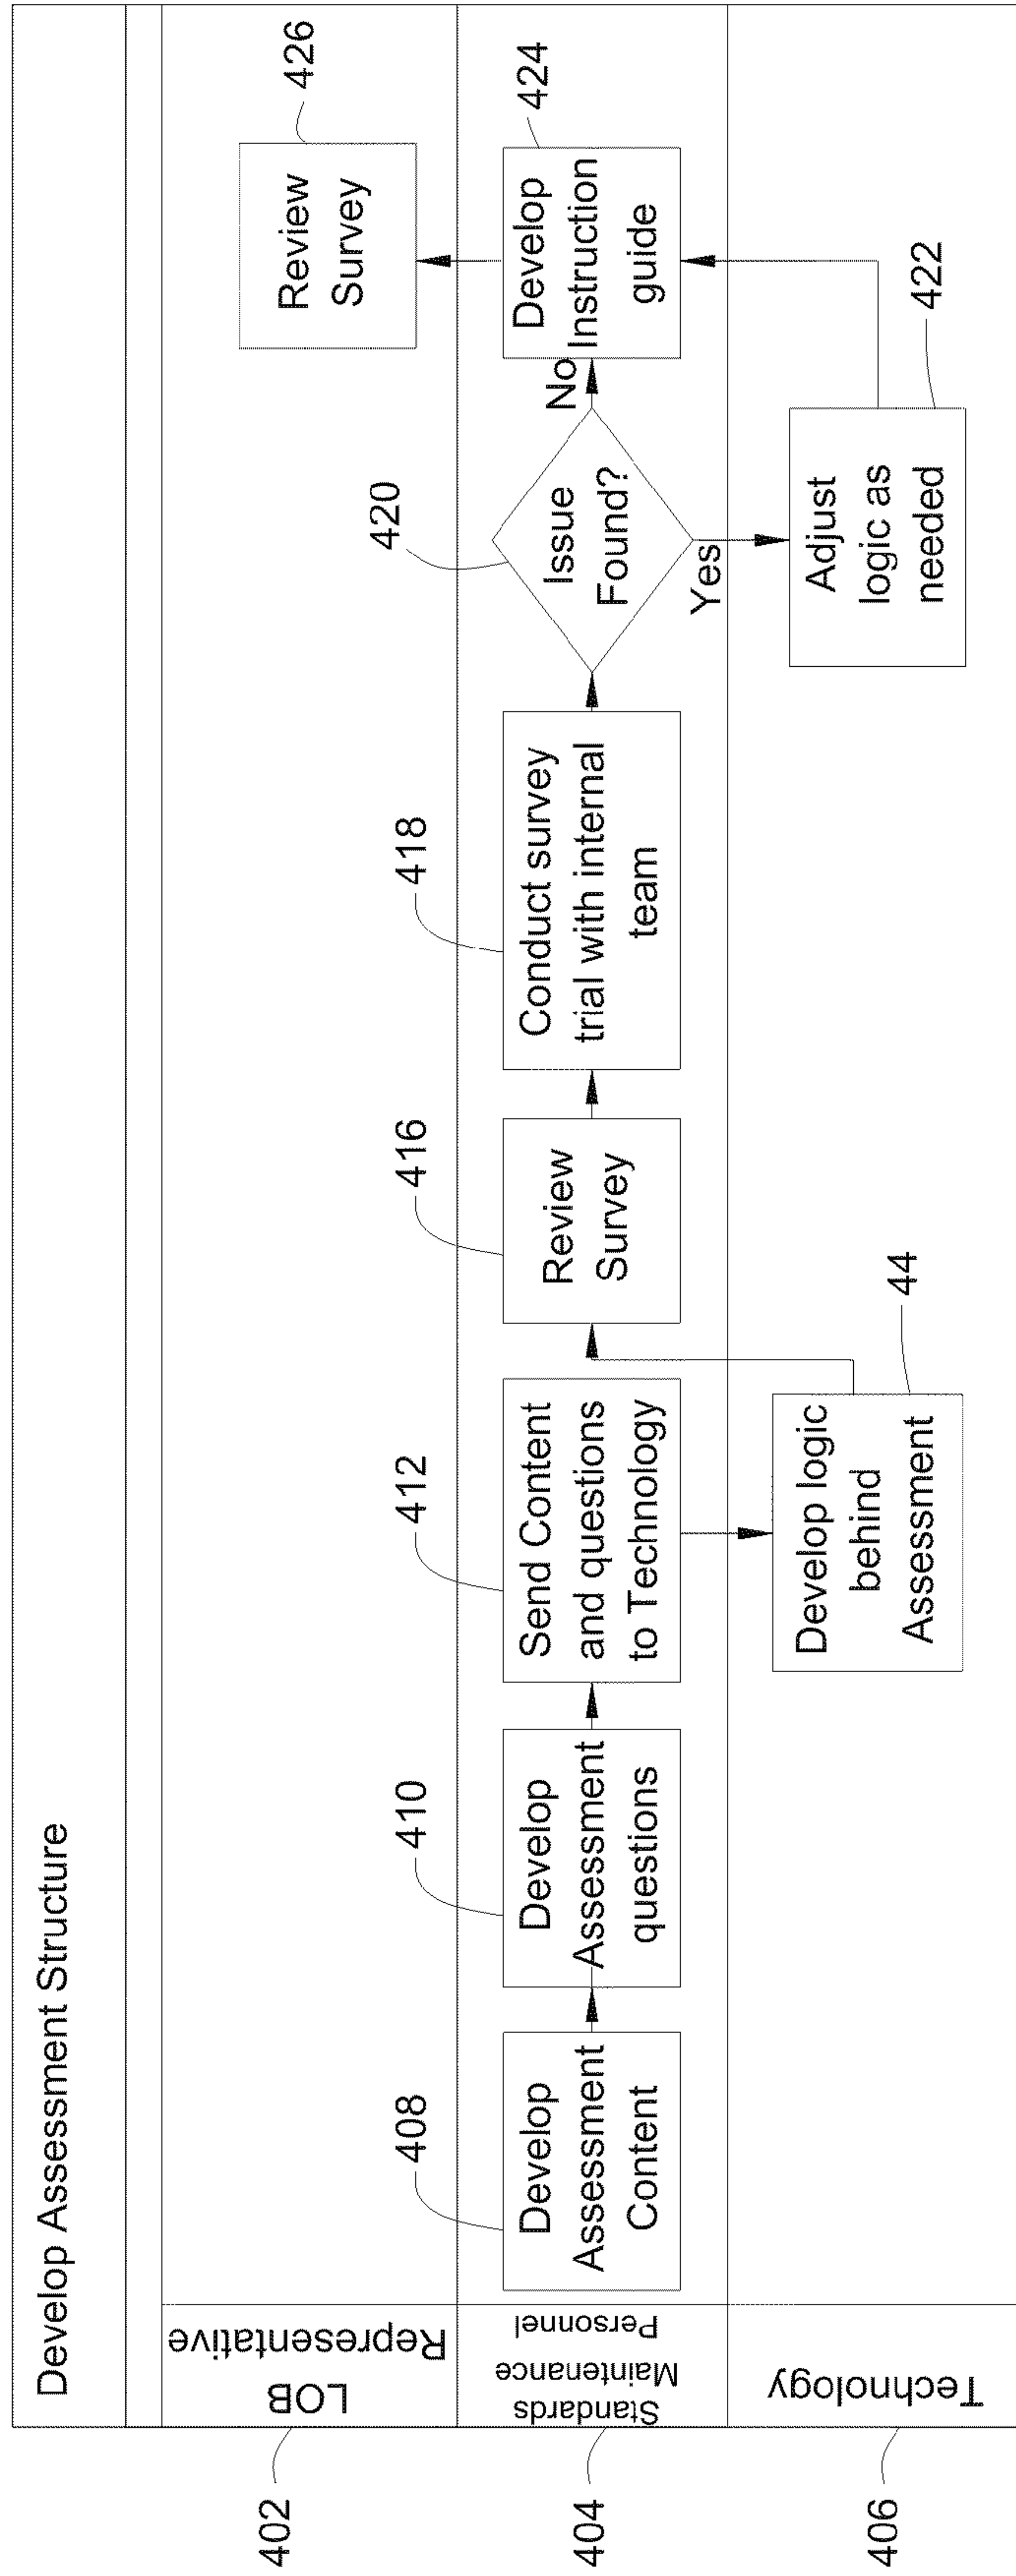 Develop Assessment Structure
402
LOB
Representative
426
Review
Survey
404
Standards
Maintenance
Personnel
408
Develop
Assessment
Content
410
Develop
Assessment
questions
412
Send Content
and questions
to Technology
416
Review
Survey
418
Conduct survey
trial with internal
team
420
Issue
Found?
No
Yes
424
Develop
Instruction
guide
406
Technology
44
Develop logic
behind
Assessment
422
Adjust
logic as
needed